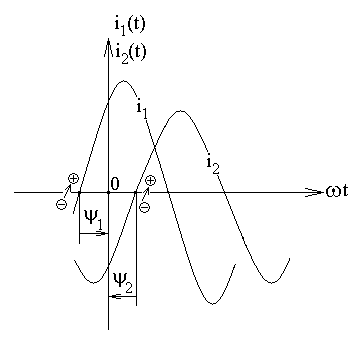 i₁(t)
i₂(t)
i₁
i₂
⊕ 0 ⊕
ωt
⊖ ⊖
ψ₁
ψ₂